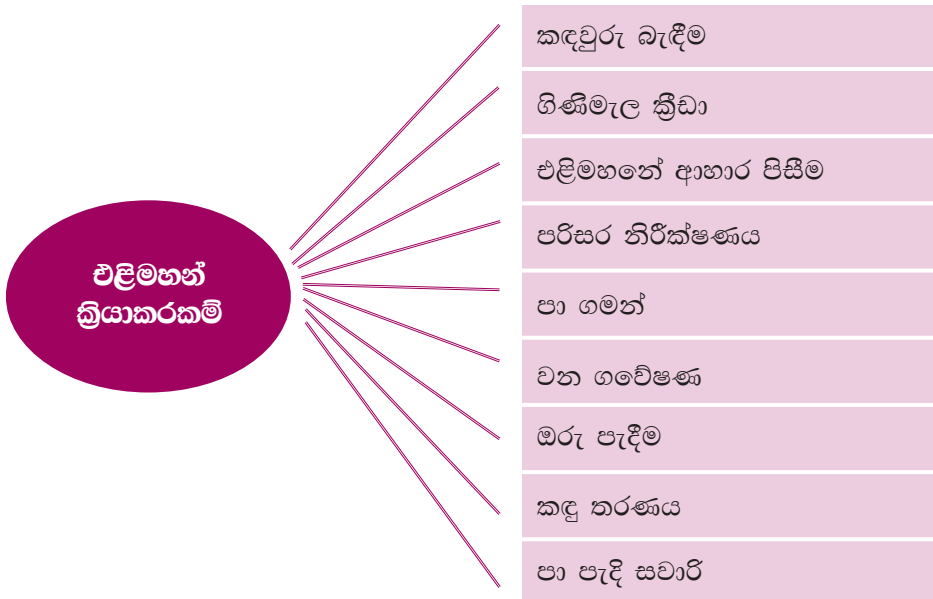 එළිමහන්
ක්‍රියාකරකම්
කඳවුරු බැඳීම
ගිණිමැල ක්‍රීඩා
එළිමහනේ ආහාර පිසීම
පරිසර නිරීක්ෂණය
පා ගමන්
වන ගවේෂණ
ඔරු පැදීම
කඳු තරණය
පා පැදි සවාරි